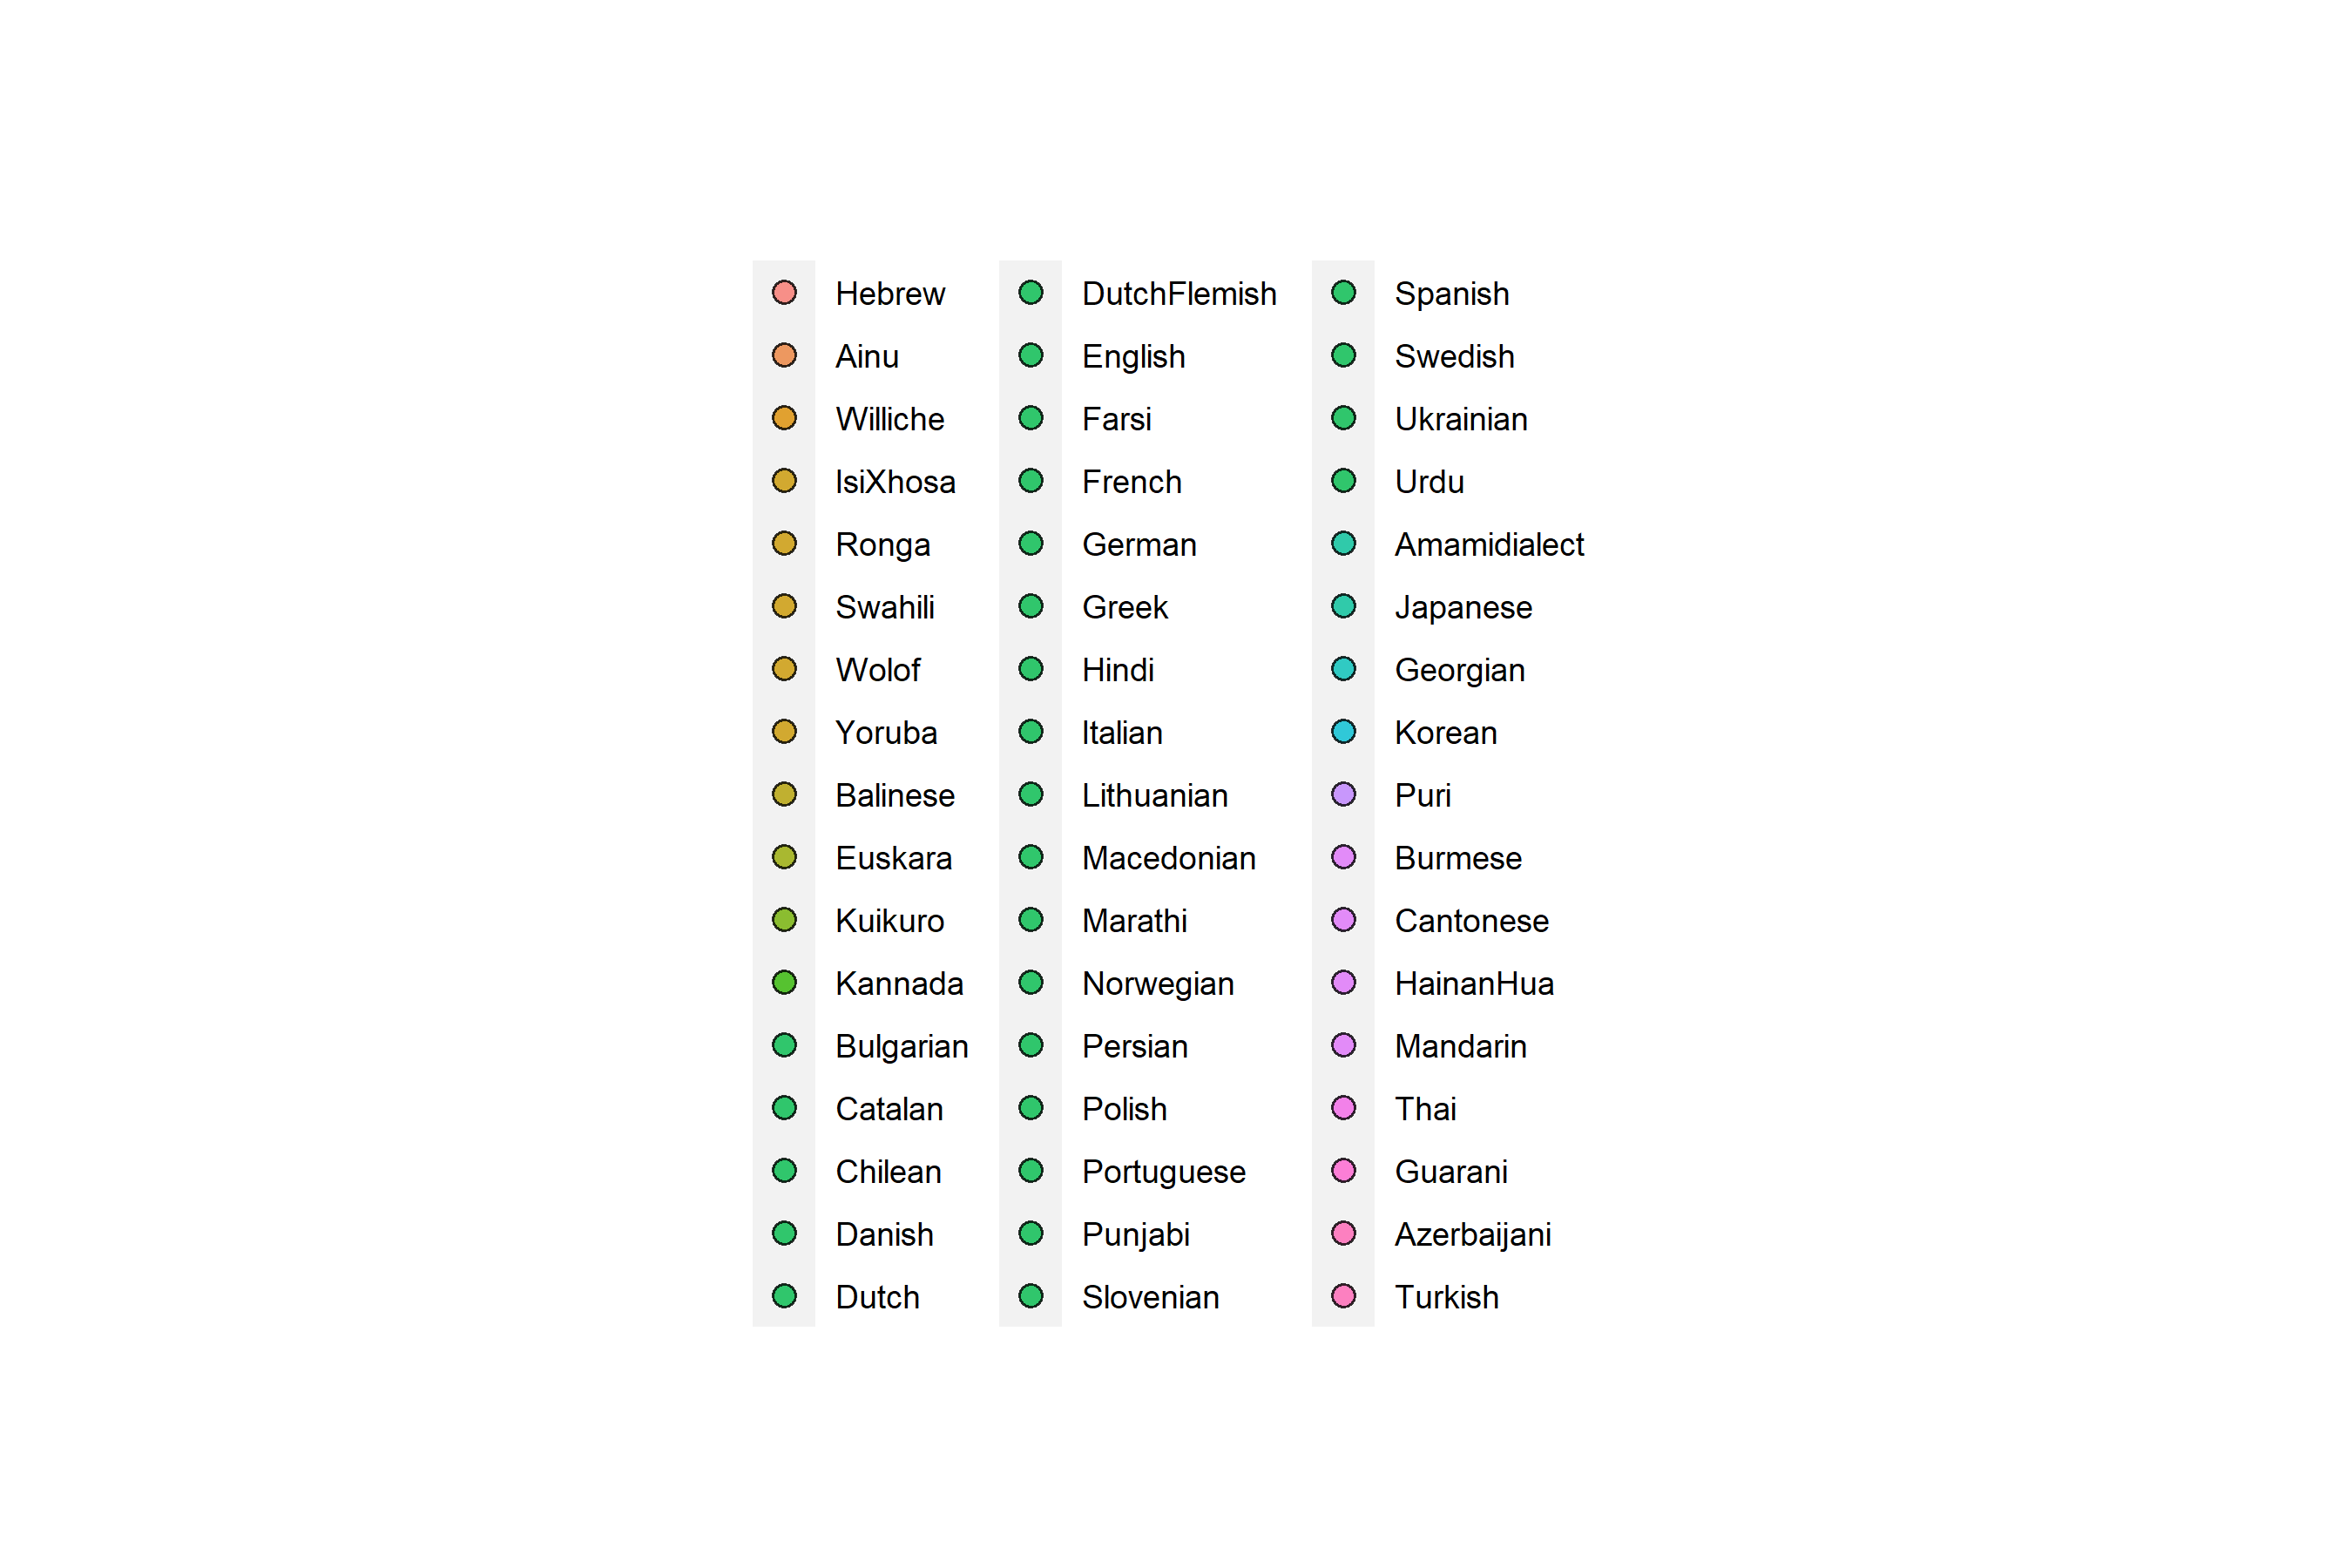 Hebrew
Ainu
Williche
IsiXhosa
Ronga
Swahili
Wolof
Yoruba
Balinese
Euskara
Kuikuro
Kannada
Bulgarian
Catalan
Chilean
Danish
Dutch
DutchFlemish
English
Farsi
French
German
Greek
Hindi
Italian
Lithuanian
Macedonian
Marathi
Norwegian
Persian
Polish
Portuguese
Punjabi
Slovenian
Spanish
Swedish
Ukrainian
Urdu
Amamidialect
Japanese
Georgian
Korean
Puri
Burmese
Cantonese
HainanHua
Mandarin
Thai
Guarani
Azerbaijani
Turkish